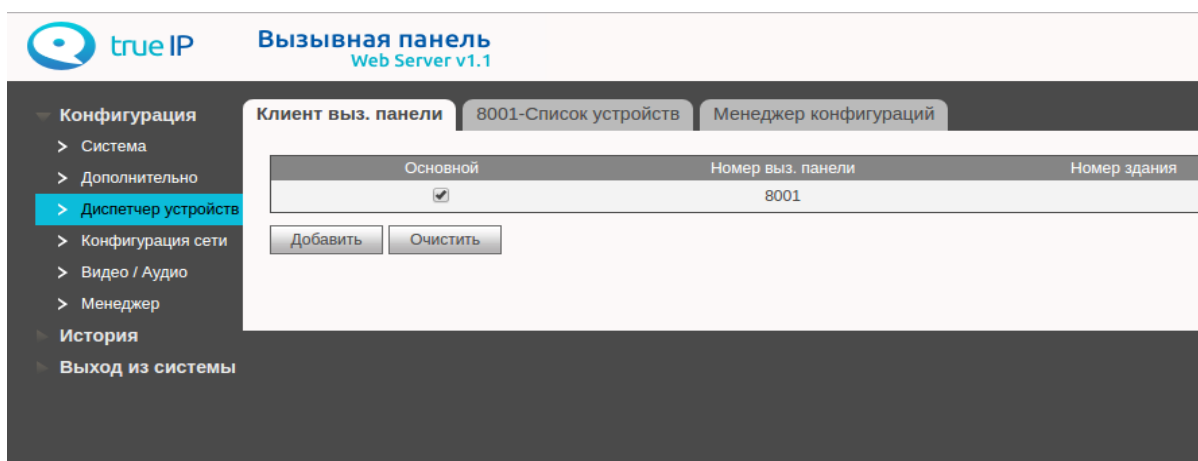 true IP
Вызывная панель
Web Server v1.1
Конфигурация
Система
Дополнительно
Диспетчер устройств
Конфигурация сети
Видео / Аудио
Менеджер
История
Выход из системы
Клиент выз. панели 8001-Список устройств Менеджер конфигураций
Основной Номер выз. панели Номер здания
8001
Добавить Очистить